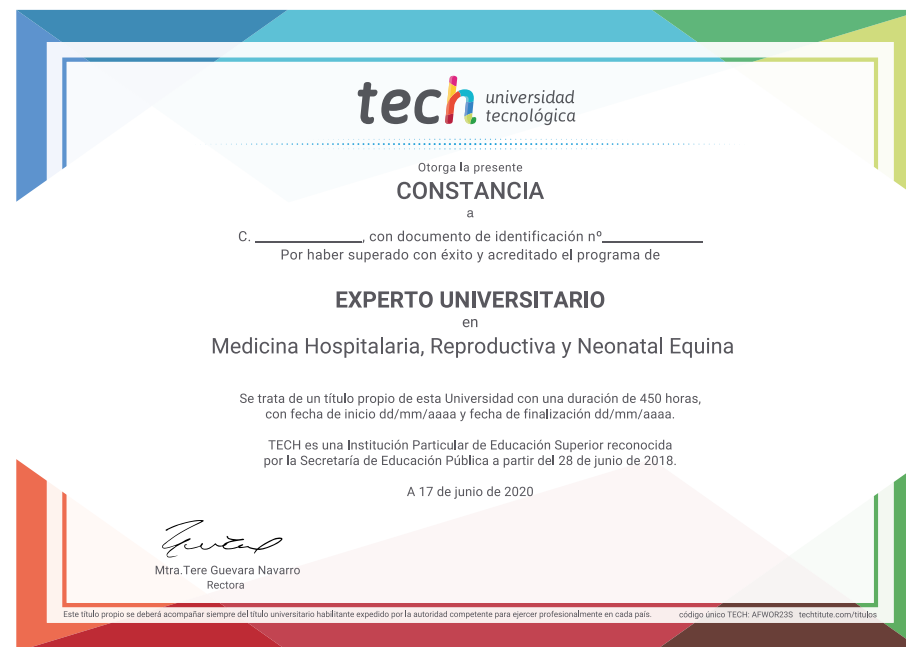 tech universidad
tecnológica
Otorga la presente
CONSTANCIA
a
C. ____________, con documento de identificación nº____________
Por haber superado con éxito y acreditado el programa de
EXPERTO UNIVERSITARIO
en
Medicina Hospitalaria, Reproductiva y Neonatal Equina
Se trata de un título propio de esta Universidad con una duración de 450 horas,
con fecha de inicio dd/mm/aaaa y fecha de finalización dd/mm/aaaa.
TECH es una Institución Particular de Educación Superior reconocida
por la Secretaría de Educación Pública a partir del 28 de junio de 2018.
A 17 de junio de 2020
Mtra.Tere Guevara Navarro
Rectora
Este título propio se deberá acompañar siempre del título universitario habilitante expedido por la autoridad competente para ejercer profesionalmente en cada país. código único TECH: AFWOR23S techtitute.com/titulos